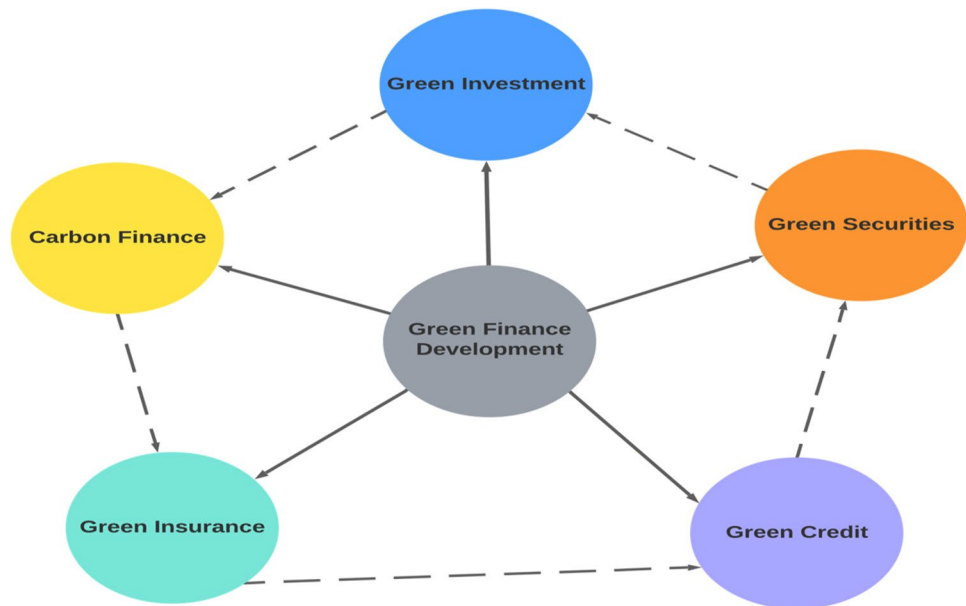 Green Investment
Carbon Finance
Green Securities
Green Finance
Development
Green Insurance
Green Credit